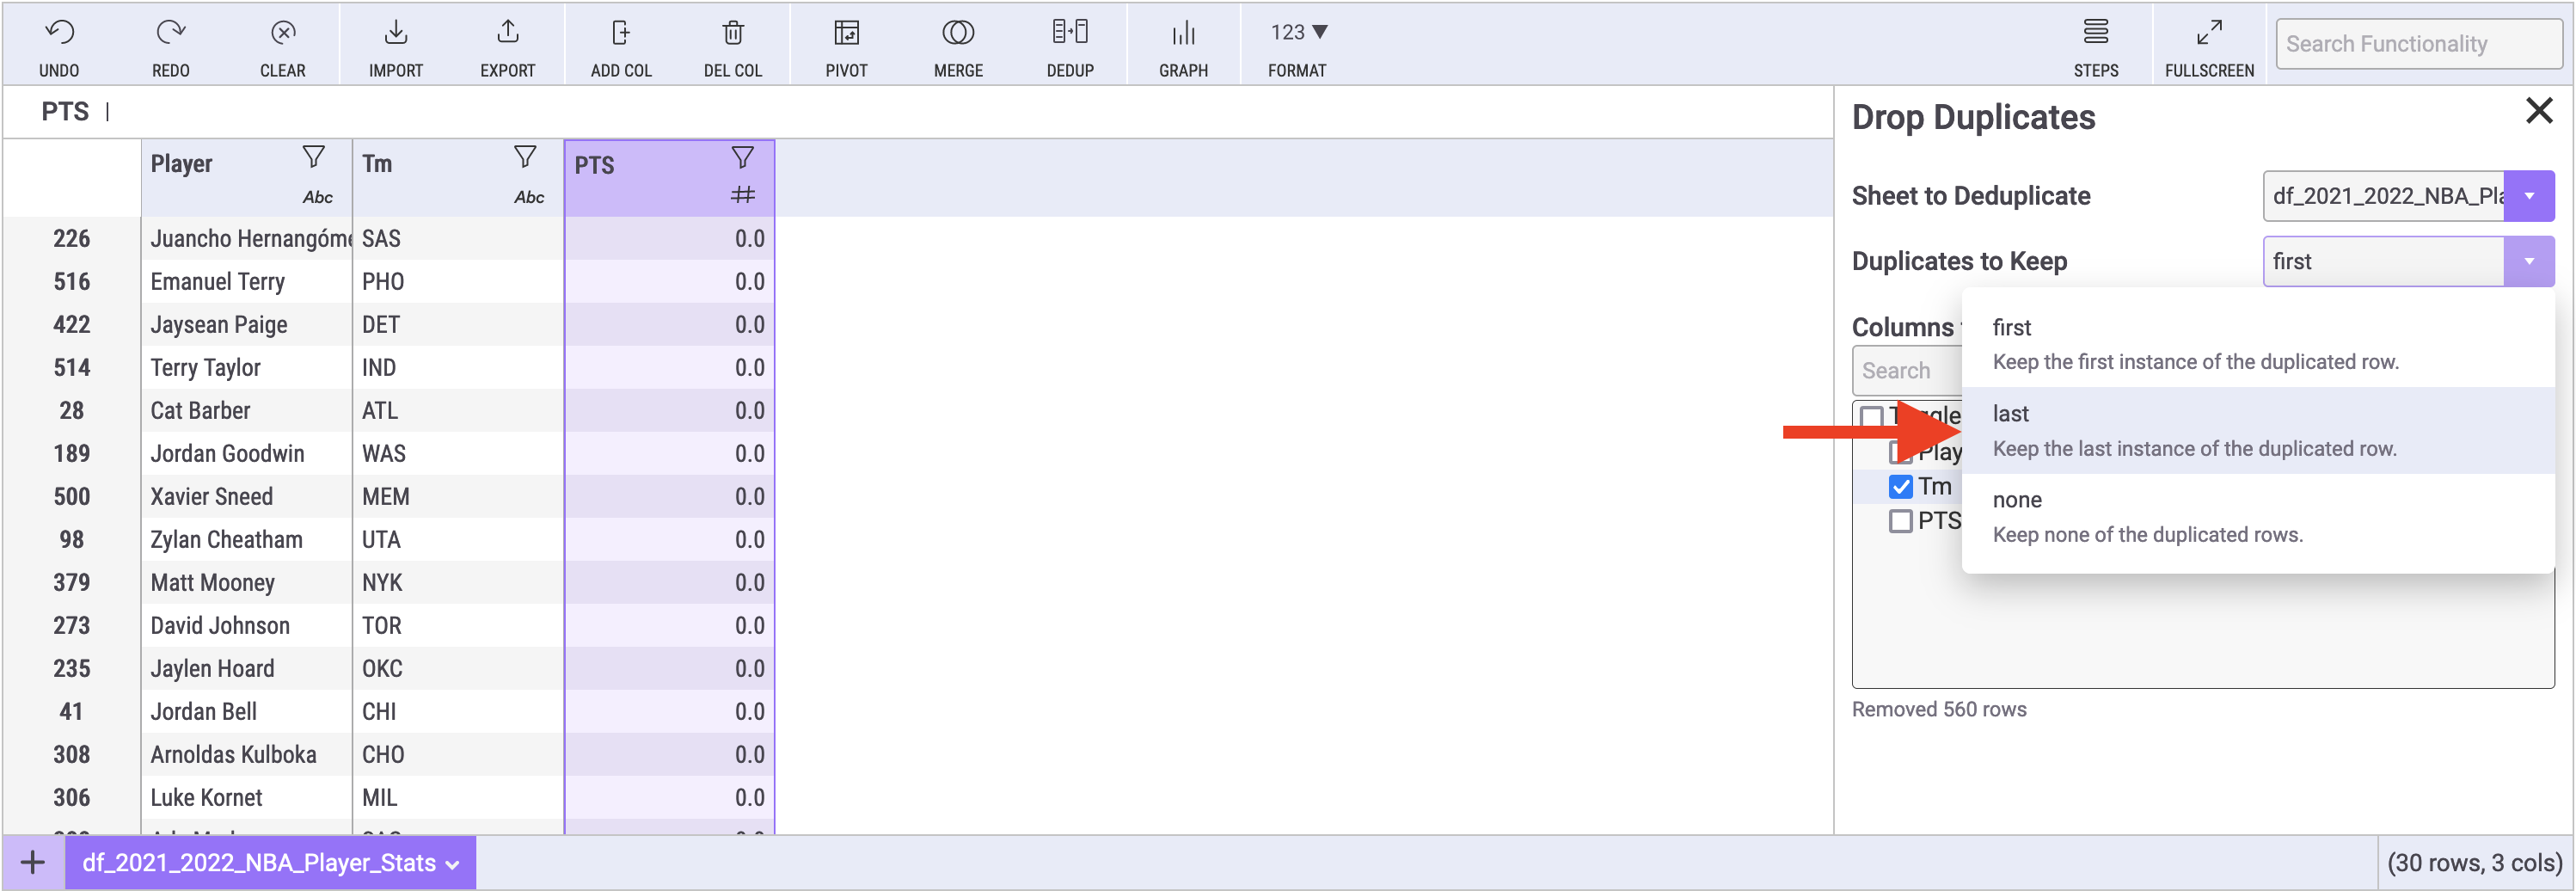 UNDO REDO CLEAR IMPORT EXPORT ADD COL DEL COL PIVOT MERGE DEDUP GRAPH 123 ▼ FORMAT STEPS FULLSCREEN Search Functionality
PTS
Player Abc Tm Abc PTS #
226 Juancho Hernangóme SAS 0.0
516 Emanuel Terry PHO 0.0
422 Jaysean Paige DET 0.0
514 Terry Taylor IND 0.0
28 Cat Barber ATL 0.0
189 Jordan Goodwin WAS 0.0
500 Xavier Sneed MEM 0.0
98 Zylan Cheatham UTA 0.0
379 Matt Mooney NYK 0.0
273 David Johnson TOR 0.0
235 Jaylen Hoard OKC 0.0
41 Jordan Bell CHI 0.0
308 Arnoldas Kulboka CHO 0.0
306 Luke Kornet MIL 0.0
Drop Duplicates
Sheet to Deduplicate df_2021_2022_NBA_Pla
Duplicates to Keep first
Columns
Search
Tm
PTS
first
Keep the first instance of the duplicated row.
last
Keep the last instance of the duplicated row.
none
Keep none of the duplicated rows.
Removed 560 rows
+ df_2021_2022_NBA_Player_Stats
(30 rows, 3 cols)